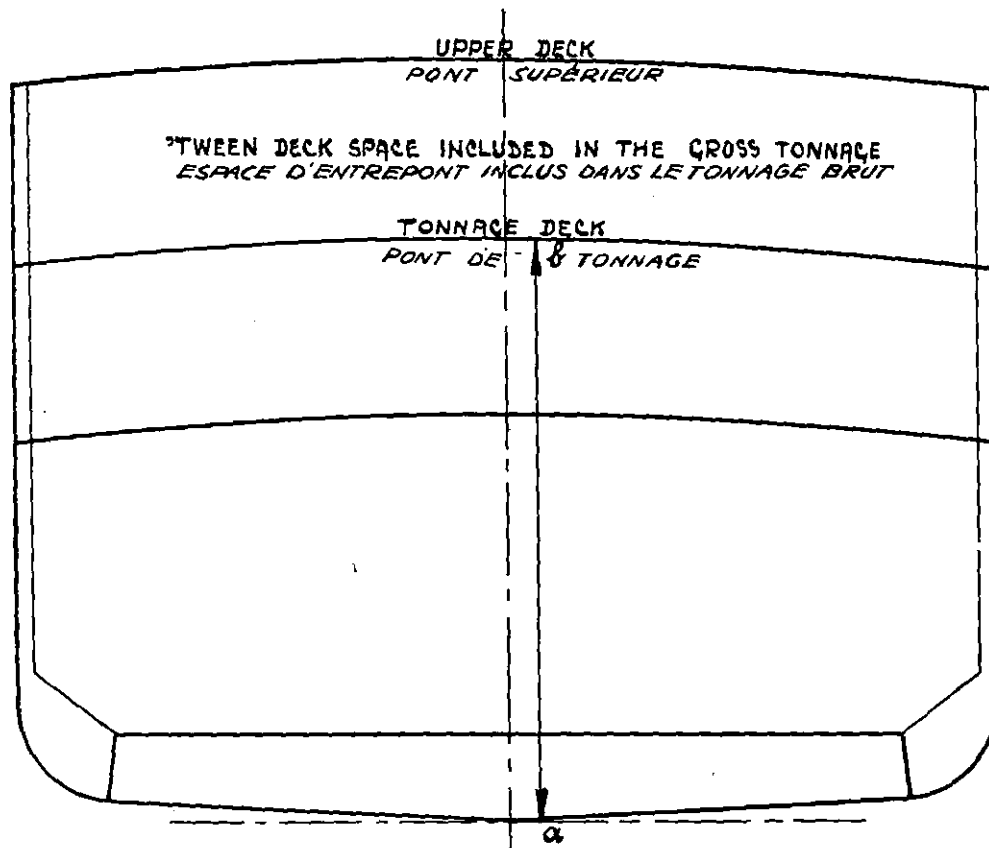 UPPER DECK
PONT SUPÉRIEUR
'TWEEN DECK SPACE INCLUDED IN THE GROSS TONNAGE
ESPACE D'ENTREPONT INCLUS DANS LE TONNAGE BRUT
TONNAGE DECK
PONT DE TONNAGE
b
a